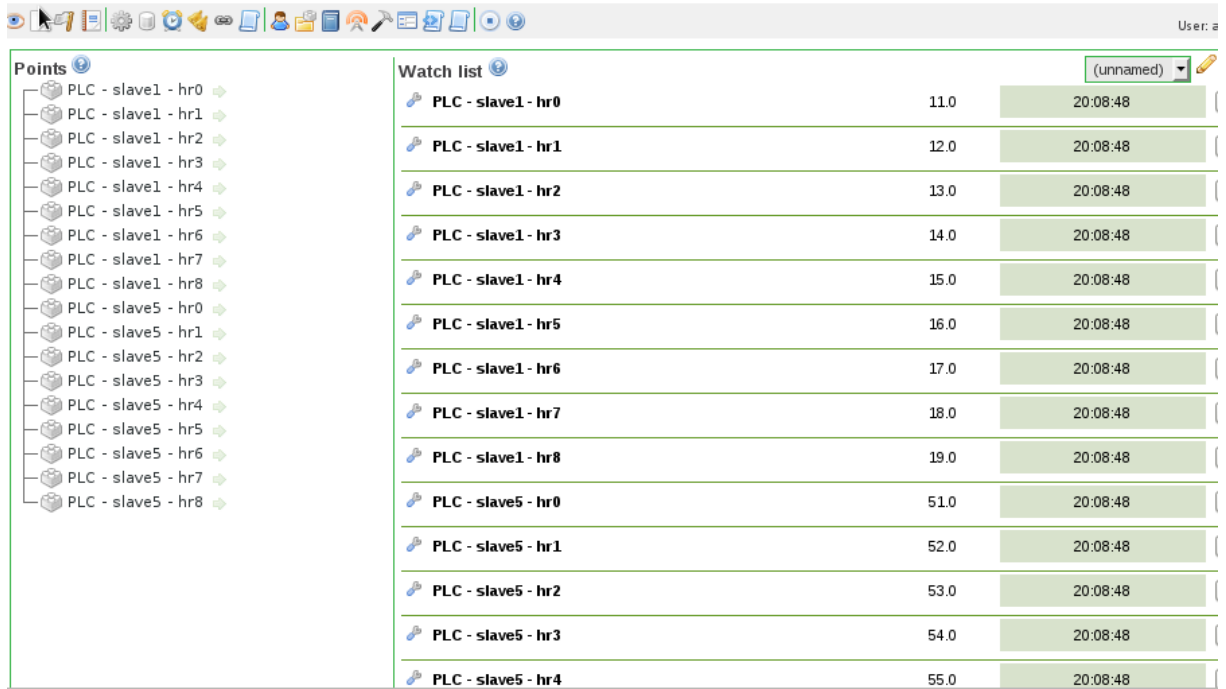 User: a
Points
PLC - slave1 - hr0
PLC - slave1 - hr1
PLC - slave1 - hr2
PLC - slave1 - hr3
PLC - slave1 - hr4
PLC - slave1 - hr5
PLC - slave1 - hr6
PLC - slave1 - hr7
PLC - slave1 - hr8
PLC - slave5 - hr0
PLC - slave5 - hr1
PLC - slave5 - hr2
PLC - slave5 - hr3
PLC - slave5 - hr4
PLC - slave5 - hr5
PLC - slave5 - hr6
PLC - slave5 - hr7
PLC - slave5 - hr8
Watch list (unnamed)
PLC - slave1 - hr0 11.0 20:08:48
PLC - slave1 - hr1 12.0 20:08:48
PLC - slave1 - hr2 13.0 20:08:48
PLC - slave1 - hr3 14.0 20:08:48
PLC - slave1 - hr4 15.0 20:08:48
PLC - slave1 - hr5 16.0 20:08:48
PLC - slave1 - hr6 17.0 20:08:48
PLC - slave1 - hr7 18.0 20:08:48
PLC - slave1 - hr8 19.0 20:08:48
PLC - slave5 - hr0 51.0 20:08:48
PLC - slave5 - hr1 52.0 20:08:48
PLC - slave5 - hr2 53.0 20:08:48
PLC - slave5 - hr3 54.0 20:08:48
PLC - slave5 - hr4 55.0 20:08:48